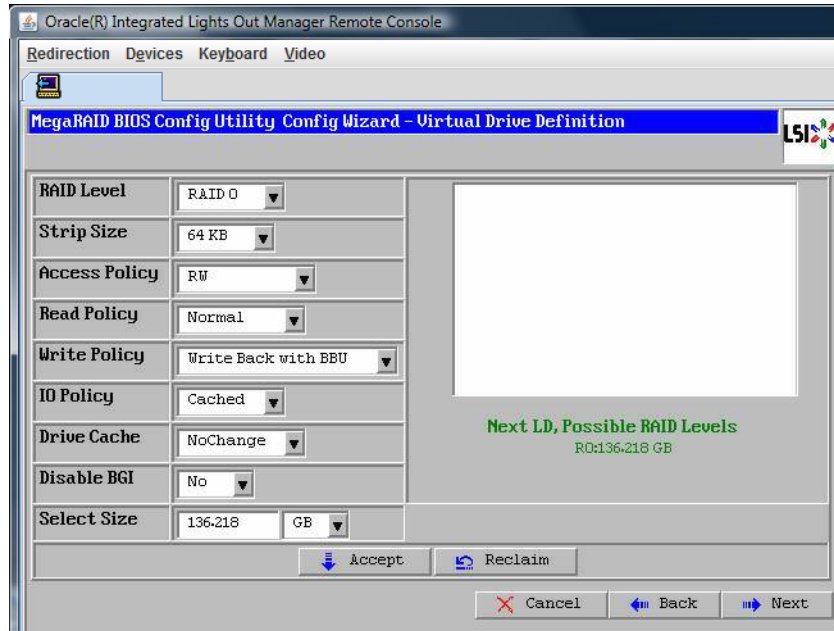 Oracle(R) Integrated Lights Out Manager Remote Console
Redirection Devices Keyboard Video
MegaRAID BIOS Config Utility Config Wizard - Virtual Drive Definition
LSI
RAID Level RAID 0
Strip Size 64 KB
Access Policy RW
Read Policy Normal
Write Policy Write Back with BBU
IO Policy Cached
Drive Cache NoChange
Disable BGI No
Select Size 136.218 GB
Next LD, Possible RAID Levels
R0:136.218 GB
Accept Reclaim
Cancel Back Next